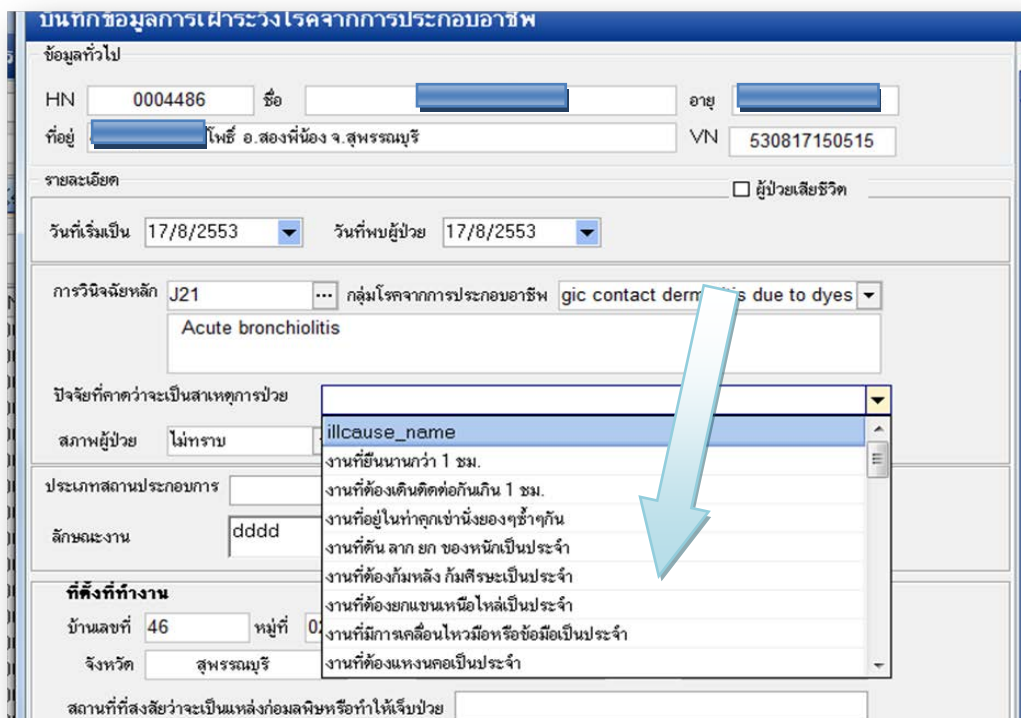 บันทึกข้อมูลการเฝ้าระวังโรคจากการประกอบอาชีพ
ข้อมูลทั่วไป
HN 0004486 ชื่อ อายุ
ที่อยู่ โพธิ์ อ.สองพี่น้อง จ.สุพรรณบุรี VN 530817150515
รายละเอียด ผู้ป่วยเสียชีวิต
วันที่เริ่มเป็น 17/8/2553 วันที่พบผู้ป่วย 17/8/2553
การวินิจฉัยหลัก J21 ... กลุ่มโรคจากการประกอบอาชีพ gic contact due to dyes
Acute bronchiolitis
ปัจจัยที่คาดว่าจะเป็นสาเหตุการป่วย
illcause_name
สภาพผู้ป่วย ไม่ทราบ
งานที่ยืนนานกว่า 1 ชม.
ประเภทสถานประกอบการ
งานที่ต้องเดินติดต่อกันเกิน 1 ชม.
งานที่อยู่ในท่าคุกเข่านั่งยองๆซ้ำๆกัน
ลักษณะงาน dddd
งานที่ดัน ลาก ยก ของหนักเป็นประจำ
งานที่ต้องก้มหลัง ก้มศีรษะเป็นประจำ
ที่ตั้งที่ทำงาน
งานที่ต้องยกแขนเหนือไหล่เป็นประจำ
บ้านเลขที่ 46 หมู่ที่
งานที่มีการเคลื่อนไหวมือหรือข้อมือเป็นประจำ
จังหวัด สุพรรณบุรี
งานที่ต้องแหงนคอเป็นประจำ
สถานที่ที่สงสัยว่าจะเป็นแหล่งก่อมลพิษหรือทำให้เจ็บป่วย